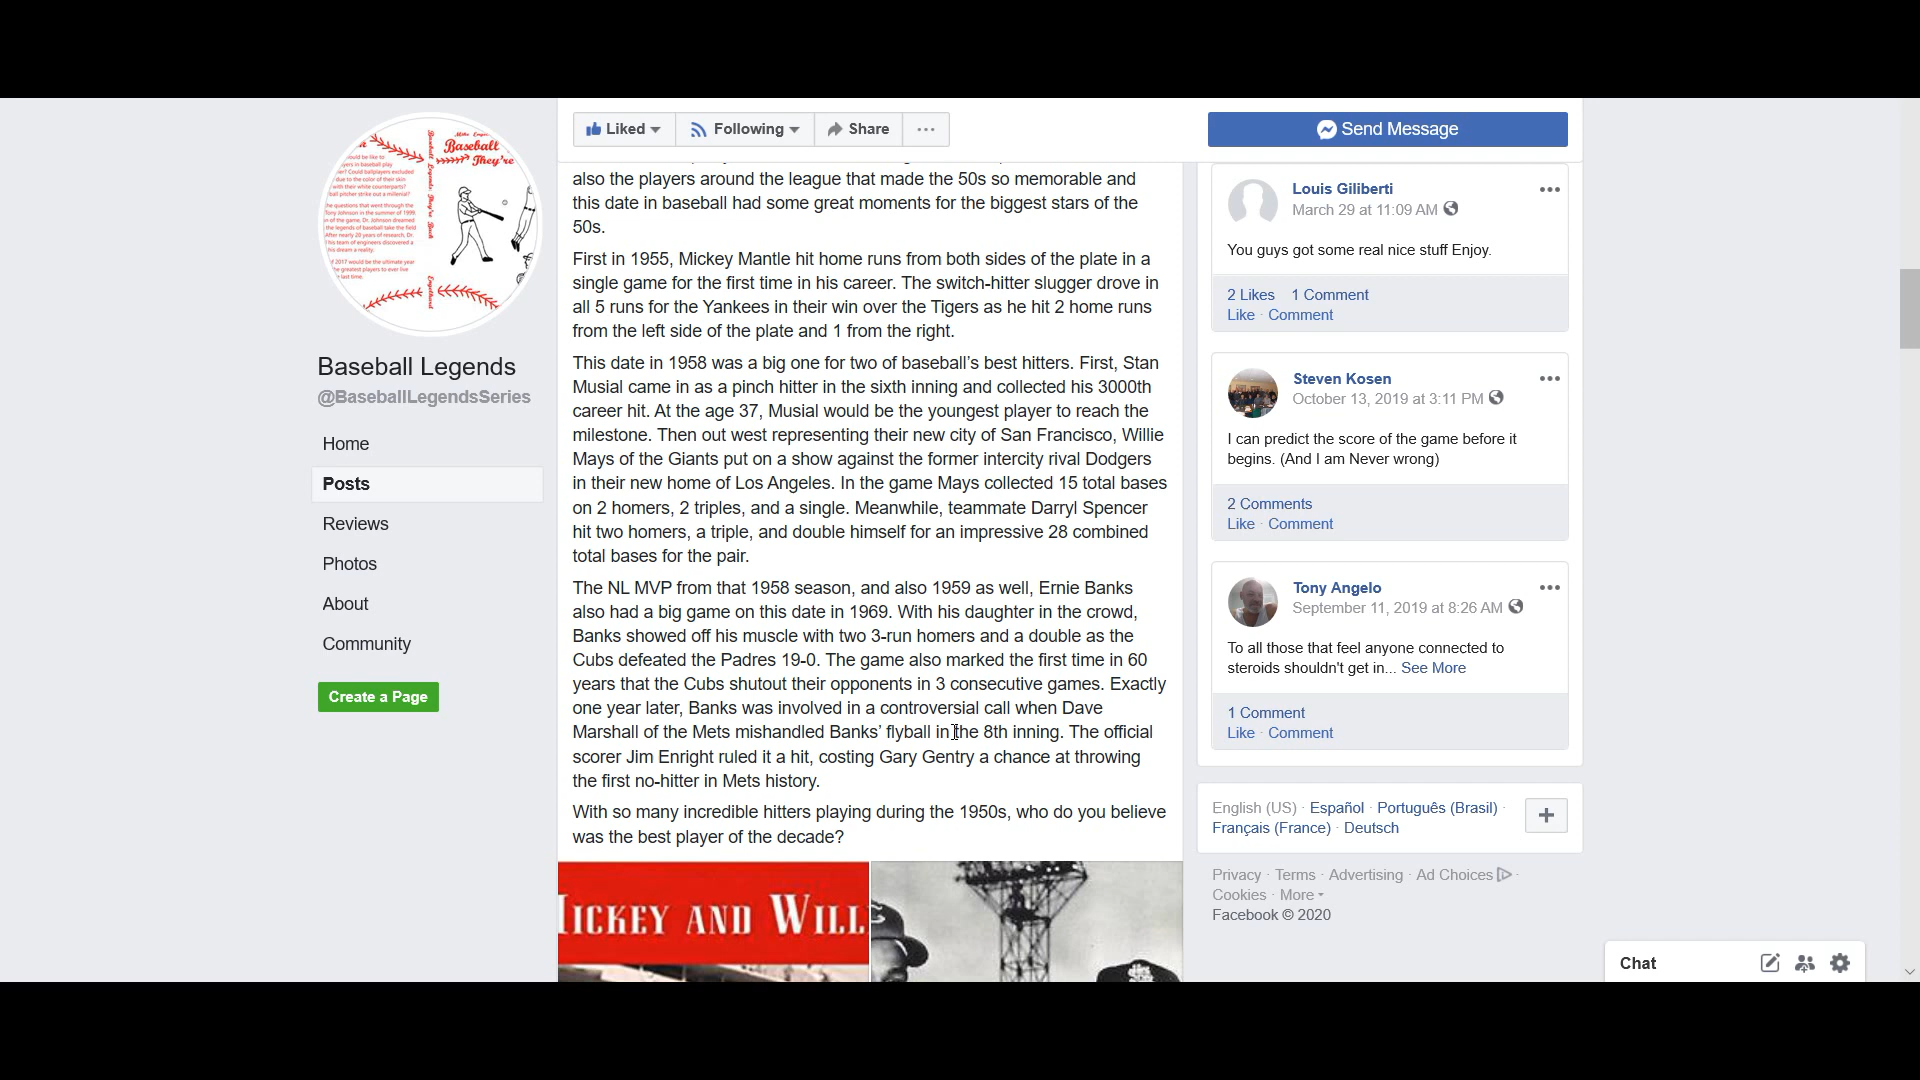 Liked
Following
Share
Send Message
Baseball
They're
Baseball Legends
@BaseballLegendsSeries
Home
Posts
Reviews
Photos
About
Community
Create a Page
also the players around the league that made the 50s so memorable and
this date in baseball had some great moments for the biggest stars of the
50s.
First in 1955, Mickey Mantle hit home runs from both sides of the plate in a
single game for the first time in his career. The switch-hitter slugger drove in
all 5 runs for the Yankees in their win over the Tigers as he hit 2 home runs
from the left side of the plate and 1 from the right.
This date in 1958 was a big one for two of baseball’s best hitters. First, Stan
Musial came in as a pinch hitter in the sixth inning and collected his 3000th
career hit. At the age 37, Musial would be the youngest player to reach the
milestone. Then out west representing their new city of San Francisco, Willie
Mays of the Giants put on a show against the former intercity rival Dodgers
in their new home of Los Angeles. In the game Mays collected 15 total bases
on 2 homers, 2 triples, and a single. Meanwhile, teammate Darryl Spencer
hit two homers, a triple, and double himself for an impressive 28 combined
total bases for the pair.
The NL MVP from that 1958 season, and also 1959 as well, Ernie Banks
also had a big game on this date in 1969. With his daughter in the crowd,
Banks showed off his muscle with two 3-run homers and a double as the
Cubs defeated the Padres 19-0. The game also marked the first time in 60
years that the Cubs shutout their opponents in 3 consecutive games. Exactly
one year later, Banks was involved in a controversial call when Dave
Marshall of the Mets mishandled Banks’ flyball in the 8th inning. The official
scorer Jim Enright ruled it a hit, costing Gary Gentry a chance at throwing
the first no-hitter in Mets history.
With so many incredible hitters playing during the 1950s, who do you believe
was the best player of the decade?
MICKEY AND WILL
Louis Giliberti
March 29 at 11:09 AM
You guys got some real nice stuff Enjoy.
2 Likes 1 Comment
Like · Comment
Steven Kosen
October 13, 2019 at 3:11 PM
I can predict the score of the game before it
begins. (And I am Never wrong)
2 Comments
Like · Comment
Tony Angelo
September 11, 2019 at 8:26 AM
To all those that feel anyone connected to
steroids shouldn't get in... See More
1 Comment
Like · Comment
English (US) · Español · Português (Brasil) ·
Français (France) · Deutsch
Privacy · Terms · Advertising · Ad Choices ·
Cookies · More
Facebook © 2020
Chat